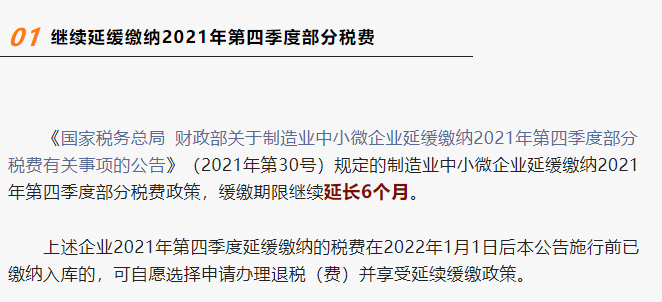 01 继续延缓缴纳2021年第四季度部分税费
《国家税务总局 财政部关于制造业中小微企业延缓缴纳2021年第四季度部分
税费有关事项的公告》（2021年第30号）规定的制造业中小微企业延缓缴纳2021
年第四季度部分税费政策，缓缴期限继续延长6个月。
上述企业2021年第四季度延缓缴纳的税费在2022年1月1日后本公告施行前已
缴纳入库的，可自愿选择申请办理退税（费）并享受延续缓缴政策。